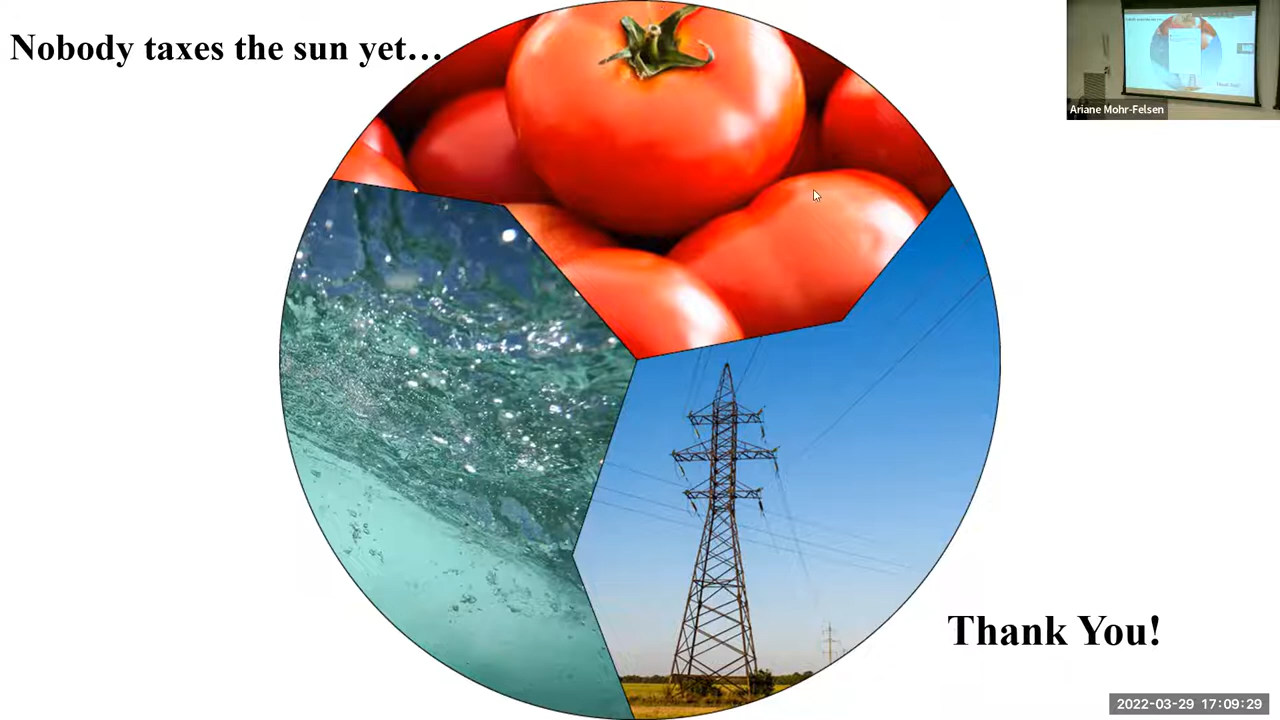 Nobody taxes the sun yet...
Ariane Mohr-Felsen
Thank You!
2022-03-29 17:09:29